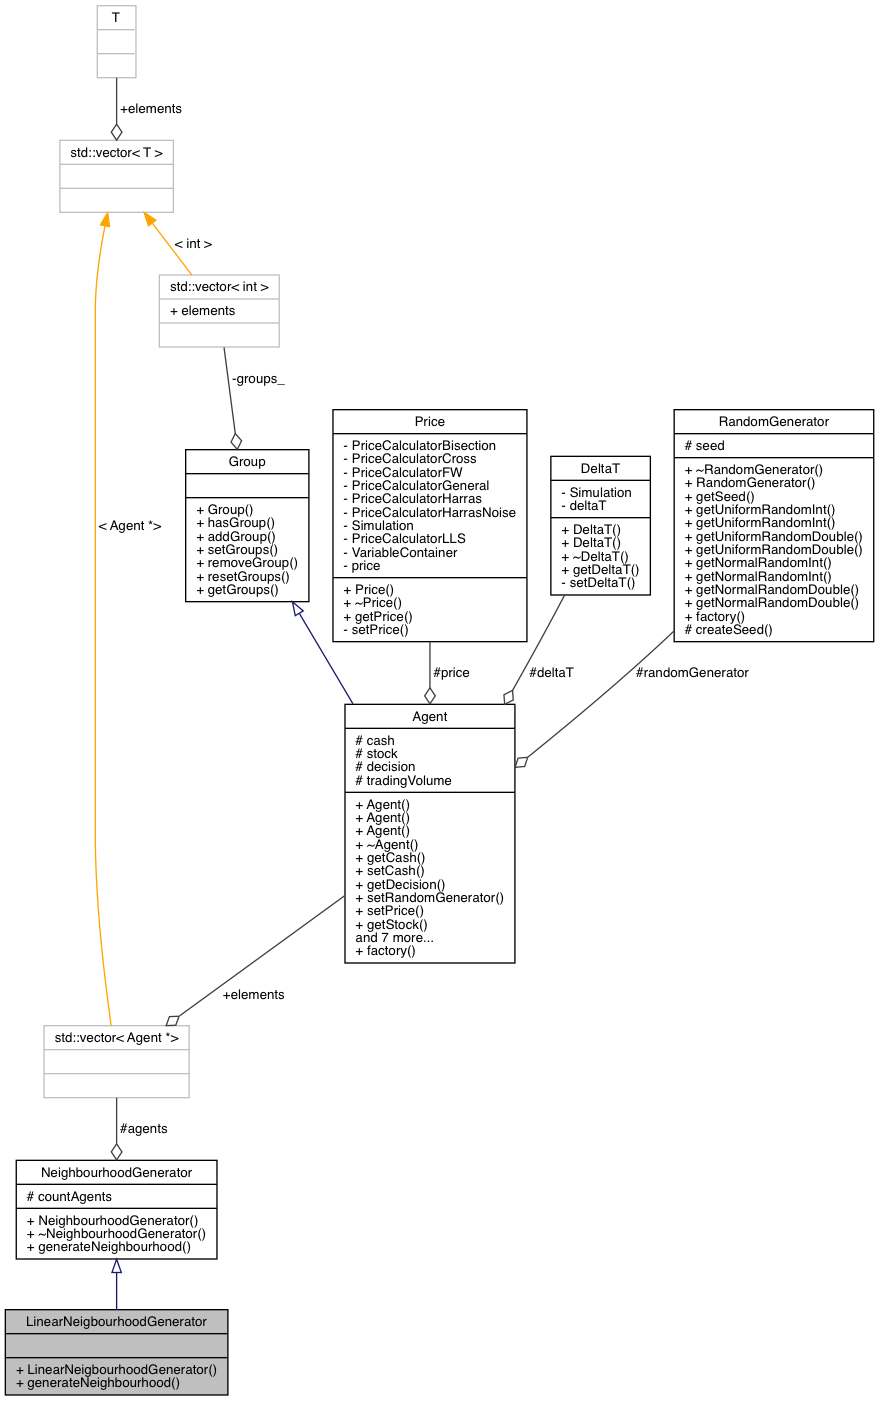 T
+elements
std::vector< T >
< int >
std::vector< int >
+ elements
-groups_
Group
+ Group()
+ hasGroup()
+ addGroup()
+ setGroups()
+ removeGroup()
+ resetGroups()
+ getGroups()
Price
- PriceCalculatorBisection
- PriceCalculatorCross
- PriceCalculatorFW
- PriceCalculatorGeneral
- PriceCalculatorHarras
- PriceCalculatorHarrasNoise
- Simulation
- PriceCalculatorLLS
- VariableContainer
- price
+ Price()
+ ~Price()
+ getPrice()
- setPrice()
DeltaT
- Simulation
- deltaT
+ DeltaT()
+ DeltaT()
+ ~DeltaT()
+ getDeltaT()
- setDeltaT()
RandomGenerator
# seed
+ ~RandomGenerator()
+ RandomGenerator()
+ getSeed()
+ getUniformRandomInt()
+ getUniformRandomInt()
+ getUniformRandomDouble()
+ getUniformRandomDouble()
+ getNormalRandomInt()
+ getNormalRandomInt()
+ getNormalRandomDouble()
+ getNormalRandomDouble()
+ factory()
# createSeed()
< Agent *>
#price
#deltaT
#randomGenerator
Agent
# cash
# stock
# decision
# tradingVolume
+ Agent()
+ Agent()
+ Agent()
+ ~Agent()
+ getCash()
+ setCash()
+ getDecision()
+ setRandomGenerator()
+ setPrice()
+ getStock()
and 7 more...
+ factory()
+elements
std::vector< Agent *>
#agents
NeighbourhoodGenerator
# countAgents
+ NeighbourhoodGenerator()
+ ~NeighbourhoodGenerator()
+ generateNeighbourhood()
LinearNeigbourhoodGenerator
+ LinearNeigbourhoodGenerator()
+ generateNeighbourhood()